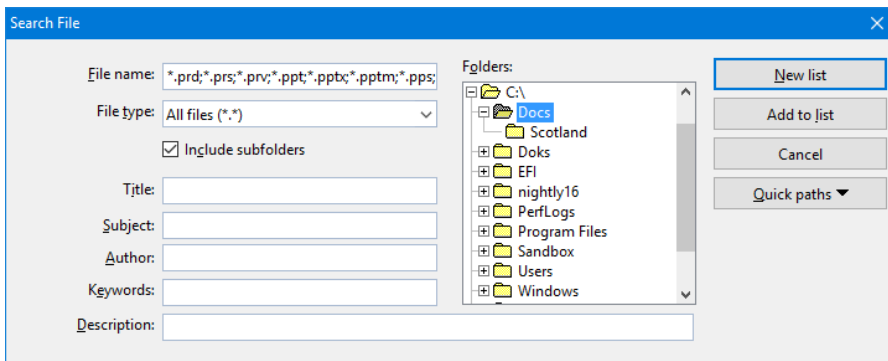 Search File
File name: *.prd;*.prs;*.prv;*.ppt;*.pptx;*.pptm;*.pps;
File type: All files (*.*)
Include subfolders
Title:
Subject:
Author:
Keywords:
Description:
Folders:
C:\
Docs
Scotland
Doks
EFI
nightly16
PerfLogs
Program Files
Sandbox
Users
Windows
New list
Add to list
Cancel
Quick paths